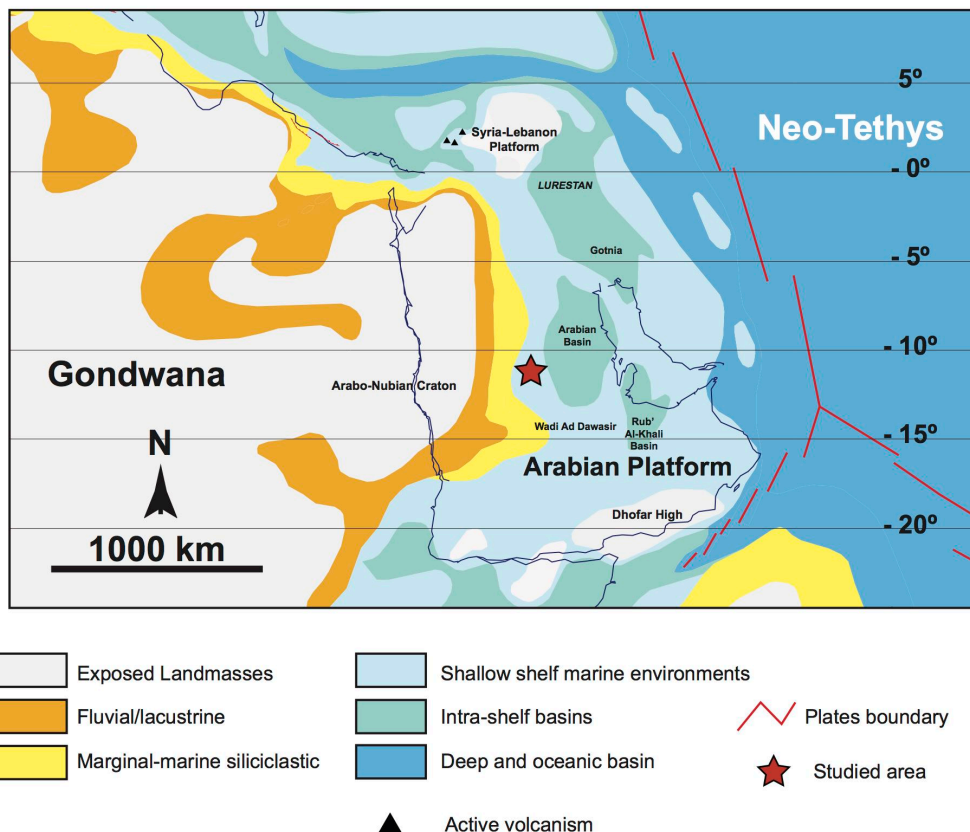 5º
Neo-Tethys
Syria-Lebanon
Platform
- 0º
LURESTAN
Gotnia
- 5º
Arabian
Basin
- 10º
Gondwana
Arabo-Nubian Craton
N
Wadi Ad Dawasir
Rub'
Al-Khali
Basin
- 15º
Arabian Platform
Dhofar High
- 20º
1000 km
Exposed Landmasses
Shallow shelf marine environments
Fluvial/lacustrine
Intra-shelf basins
Plates boundary
Marginal-marine siliciclastic
Deep and oceanic basin
Studied area
Active volcanism